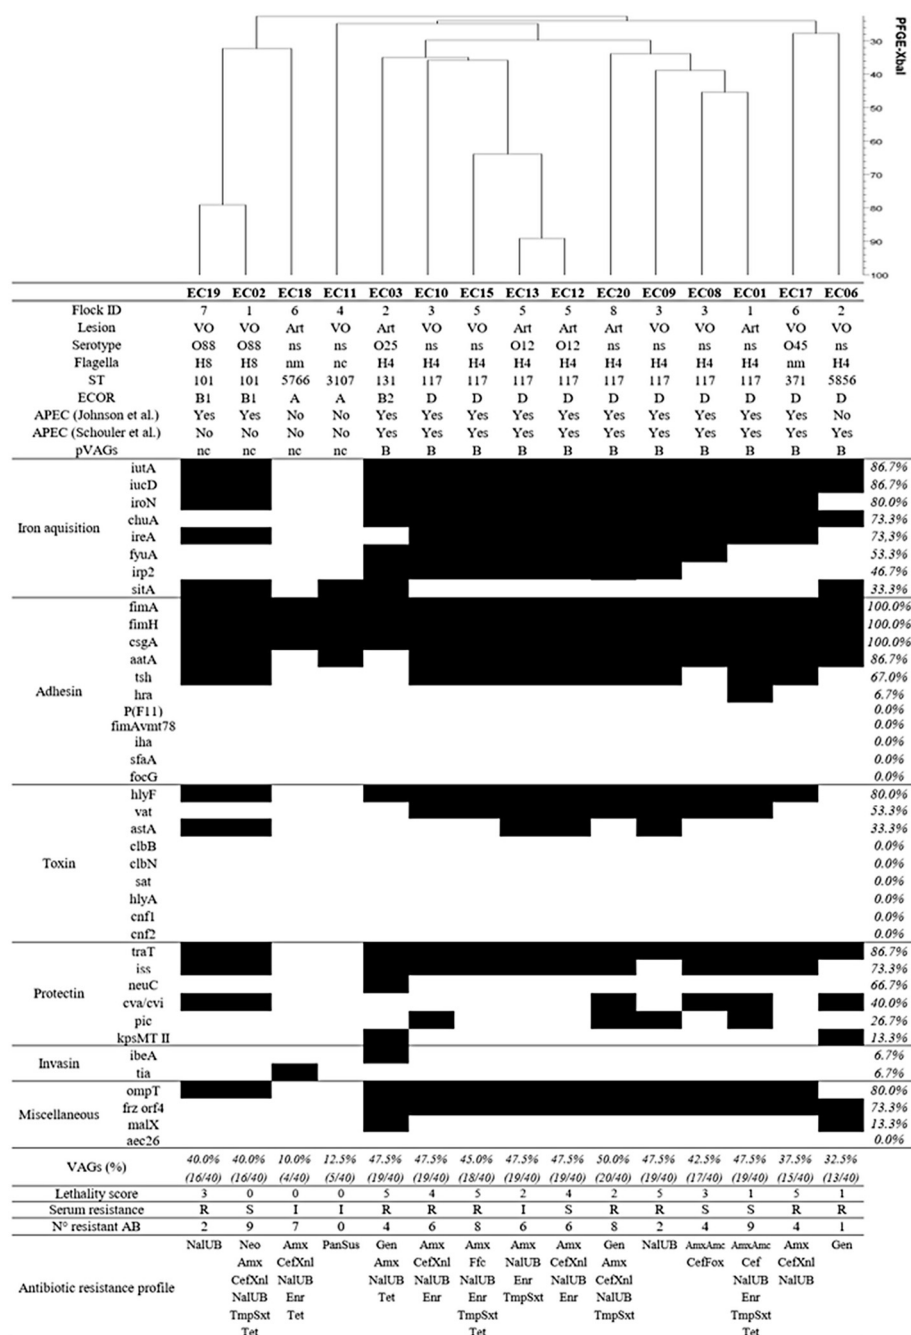 PFGE-XbaI
30
40
50
60
70
80
90
100
EC19 EC02 EC18 EC11 EC03 EC10 EC15 EC13 EC12 EC20 EC09 EC08 EC01 EC17 EC06
Flock ID 7 1 6 4 2 3 5 5 5 8 3 3 1 6 2
Lesion VO VO Art VO Art VO VO Art Art Art VO VO Art VO VO
Serotype O88 O88 ns ns O25 ns ns O12 O12 ns ns ns ns O45 ns
Flagella H8 H8 nm nc H4 H4 H4 H4 H4 H4 H4 H4 H4 nm H4
ST 101 101 5766 3107 131 117 117 117 117 117 117 117 117 371 5856
ECOR B1 B1 A A B2 D D D D D D D D D D
APEC (Johnson et al.) Yes Yes No No Yes Yes Yes Yes Yes Yes Yes Yes Yes Yes No
APEC (Schouler et al.) No No No No Yes Yes Yes Yes Yes Yes Yes Yes Yes Yes Yes
pVAGs nc nc nc nc B B B B B B B B B B B
Iron aquisition
iutA 86.7%
iucD 86.7%
iroN 80.0%
chuA 73.3%
ireA 73,3%
fyuA 53.3%
irp2 46.7%
sitA 33.3%
Adhesin
fimA 100.0%
fimH 100.0%
csgA 100.0%
aatA 86.7%
tsh 67.0%
hra 6.7%
P(F11) 0.0%
fimAvmt78 0.0%
iha 0.0%
sfaA 0.0%
focG 0.0%
Toxin
hlyF 80.0%
vat 53.3%
astA 33.3%
clbB 0.0%
clbN 0.0%
sat 0.0%
hlyA 0.0%
cnf1 0.0%
cnf2 0.0%
Protectin
traT 86.7%
iss 73.3%
neuC 66.7%
cva/cvi 40.0%
pic 26.7%
kpsMT II 13.3%
Invasin
ibeA 6.7%
tia 6.7%
Miscellaneous
ompT 80.0%
frz orf4 73.3%
malX 13.3%
aec26 0.0%
VAGs (%) 40.0% 40.0% 10.0% 12.5% 47.5% 47.5% 45.0% 47.5% 47.5% 50.0% 47.5% 42.5% 47.5% 37.5% 32.5%
(16/40) (16/40) (4/40) (5/40) (19/40) (19/40) (18/40) (19/40) (19/40) (20/40) (19/40) (17/40) (19/40) (15/40) (13/40)
Lethality score 3 0 0 0 5 4 5 2 4 2 5 3 1 5 1
Serum resistance R S I I R R R I S R R S S R R
N° resistant AB 2 9 7 0 4 6 8 6 6 8 2 4 9 4 1
Antibiotic resistance profile
NalUB Neo Amx PanSus Gen Amx Amx Amx Amx Gen NalUB AmxAmc AmxAmc Amx Gen
Amx CefXnl Amx CefXnl Ffc NalUB CefXnl Amx CefFox Cef CefXnl
CefXnl NalUB NalUB NalUB NalUB Enr NalUB CefXnl NalUB NalUB
NalUB Enr Tet Enr Enr TmpSxt Enr NalUB Enr
TmpSxt Tet TmpSxt TmpSxt TmpSxt
Tet Tet Tet